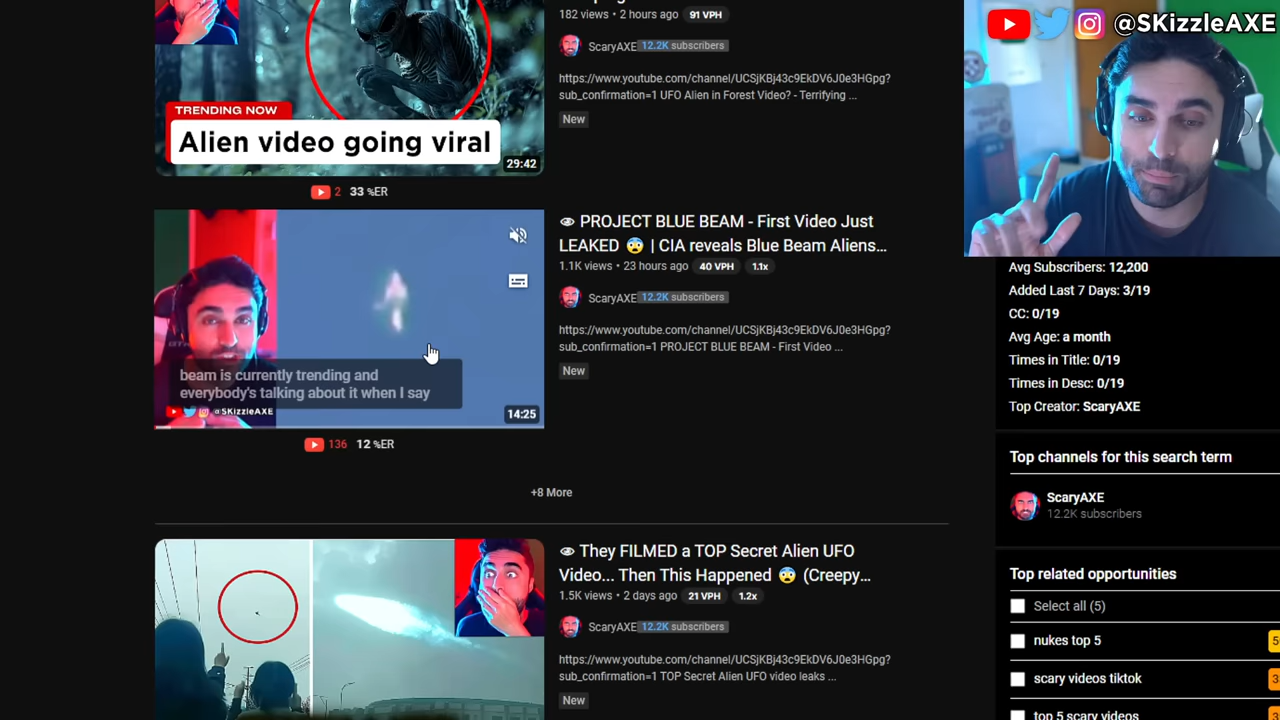 182 views • 2 hours ago 91 VPH
@SKizzleAXE
ScaryAXE 12.2K subscribers
https://www.youtube.com/channel/UCSjKBj43c9EkDV6J0e3HGpg?
sub_confirmation=1 UFO Alien in Forest Video? - Terrifying ...
New
TRENDING NOW
Alien video going viral
29:42
2 33 %ER
PROJECT BLUE BEAM - First Video Just
LEAKED 😨 | CIA reveals Blue Beam Aliens...
1.1K views • 23 hours ago 40 VPH 1.1x
ScaryAXE 12.2K subscribers
https://www.youtube.com/channel/UCSjKBj43c9EkDV6J0e3HGpg?
sub_confirmation=1 PROJECT BLUE BEAM - First Video ...
New
beam is currently trending and
everybody's talking about it when I say
@SKizzleAXE
14:25
136 12 %ER
+8 More
They FILMED a TOP Secret Alien UFO
Video... Then This Happened 😨 (Creepy...
1.5K views • 2 days ago 21 VPH 1.2x
ScaryAXE 12.2K subscribers
https://www.youtube.com/channel/UCSjKBj43c9EkDV6J0e3HGpg?
sub_confirmation=1 TOP Secret Alien UFO video leaks ...
New
Avg Subscribers: 12,200
Added Last 7 Days: 3/19
CC: 0/19
Avg Age: a month
Times in Title: 0/19
Times in Desc: 0/19
Top Creator: ScaryAXE
Top channels for this search term
ScaryAXE
12.2K subscribers
Top related opportunities
Select all (5)
nukes top 5
scary videos tiktok
top 5 scary videos